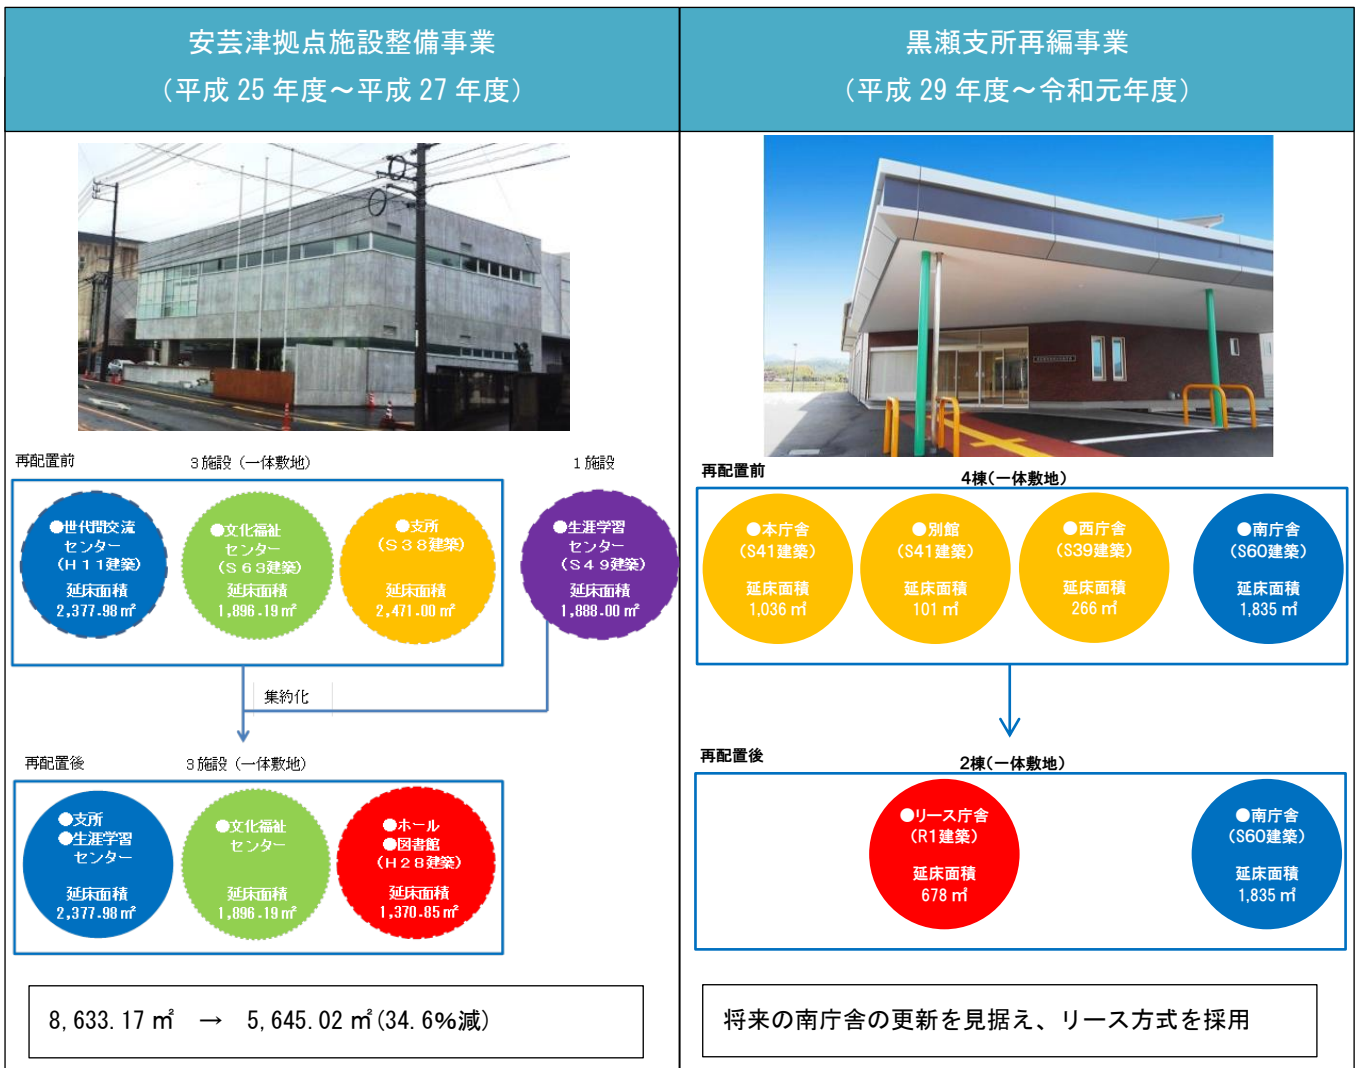 安芸津拠点施設整備事業
（平成 25 年度～平成 27 年度）
再配置前
3 施設（一体敷地）
1 施設
●世代間交流
センター
(H11建築)
延床面積
2,377.98㎡
●文化福祉
センター
(S63建築)
延床面積
1,896.19㎡
●支所
(S38建築)
延床面積
2,471.00㎡
●生涯学習
センター
(S49建築)
延床面積
1,888.00㎡
集約化
再配置後
3 施設（一体敷地）
●支所
●生涯学習
センター
延床面積
2,377.98㎡
●文化福祉
センター
延床面積
1,896.19㎡
●ホール
●図書館
(H28建築)
延床面積
1,370.85㎡
8,633.17 ㎡ → 5,645.02 ㎡(34.6%減)
黒瀬支所再編事業
（平成 29 年度～令和元年度）
再配置前
4棟(一体敷地)
●本庁舎
(S41建築)
延床面積
1,036 ㎡
●別館
(S41建築)
延床面積
101 ㎡
●西庁舎
(S39建築)
延床面積
266 ㎡
●南庁舎
(S60建築)
延床面積
1,835 ㎡
再配置後
2棟(一体敷地)
●リース庁舎
(R1建築)
延床面積
678 ㎡
●南庁舎
(S60建築)
延床面積
1,835 ㎡
将来の南庁舎の更新を見据え、リース方式を採用